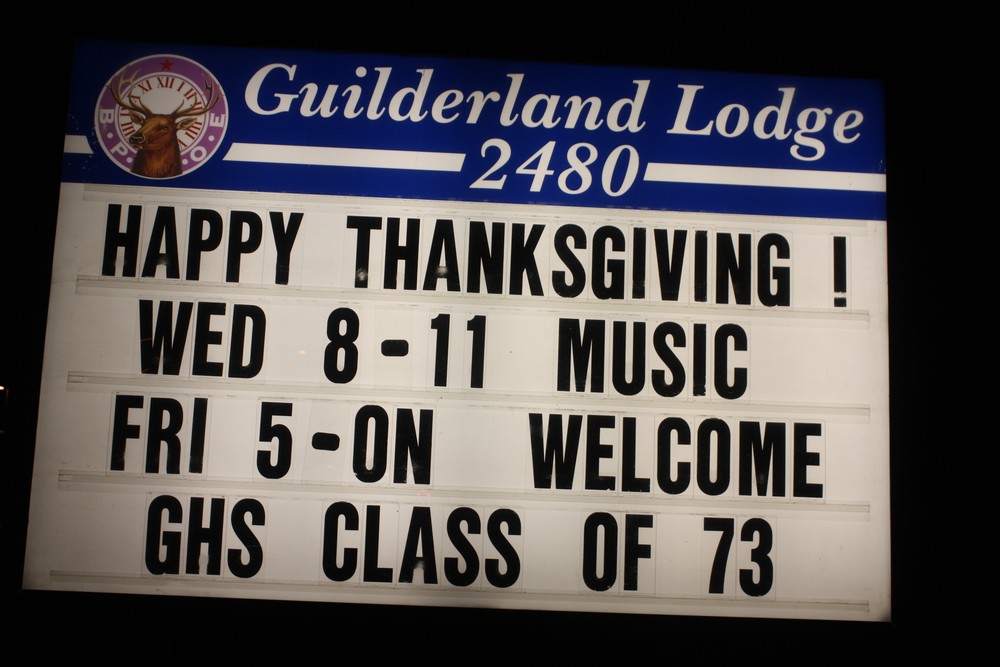 Guilderland Lodge
2480
B P O E
HAPPY THANKSGIVING !
WED 8-11 MUSIC
FRI 5-ON WELCOME
GHS CLASS OF 73